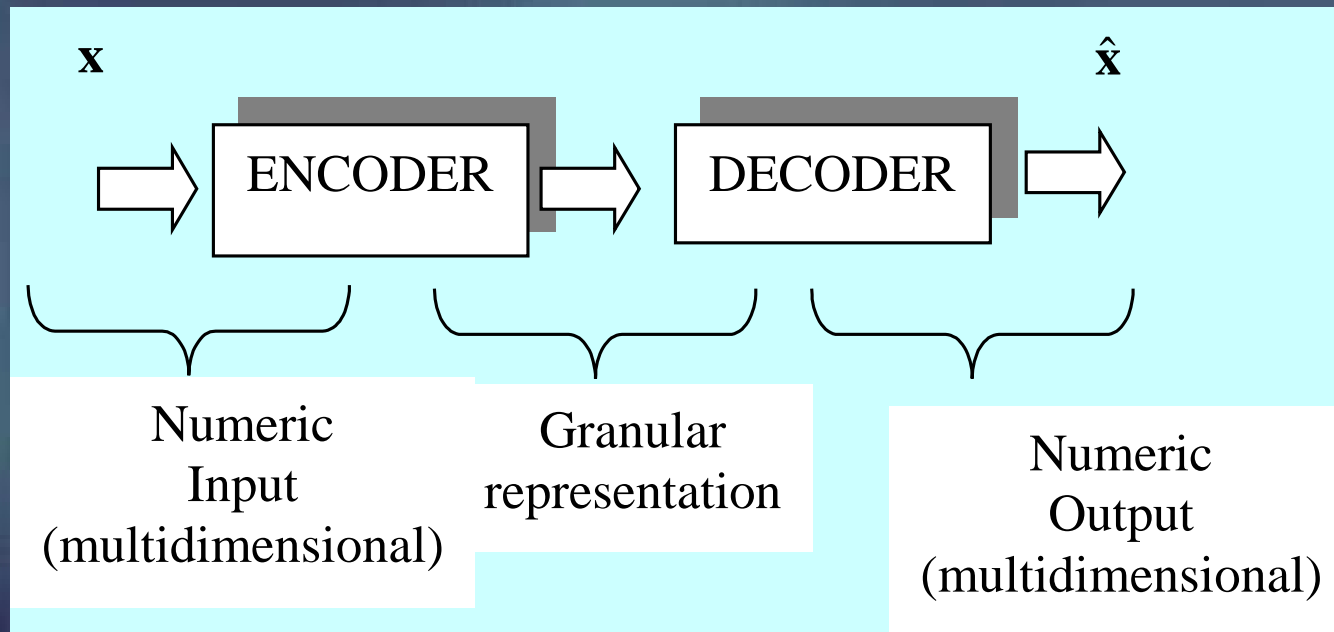 x
x̂
ENCODER
DECODER
Numeric
Input
(multidimensional)
Granular
representation
Numeric
Output
(multidimensional)